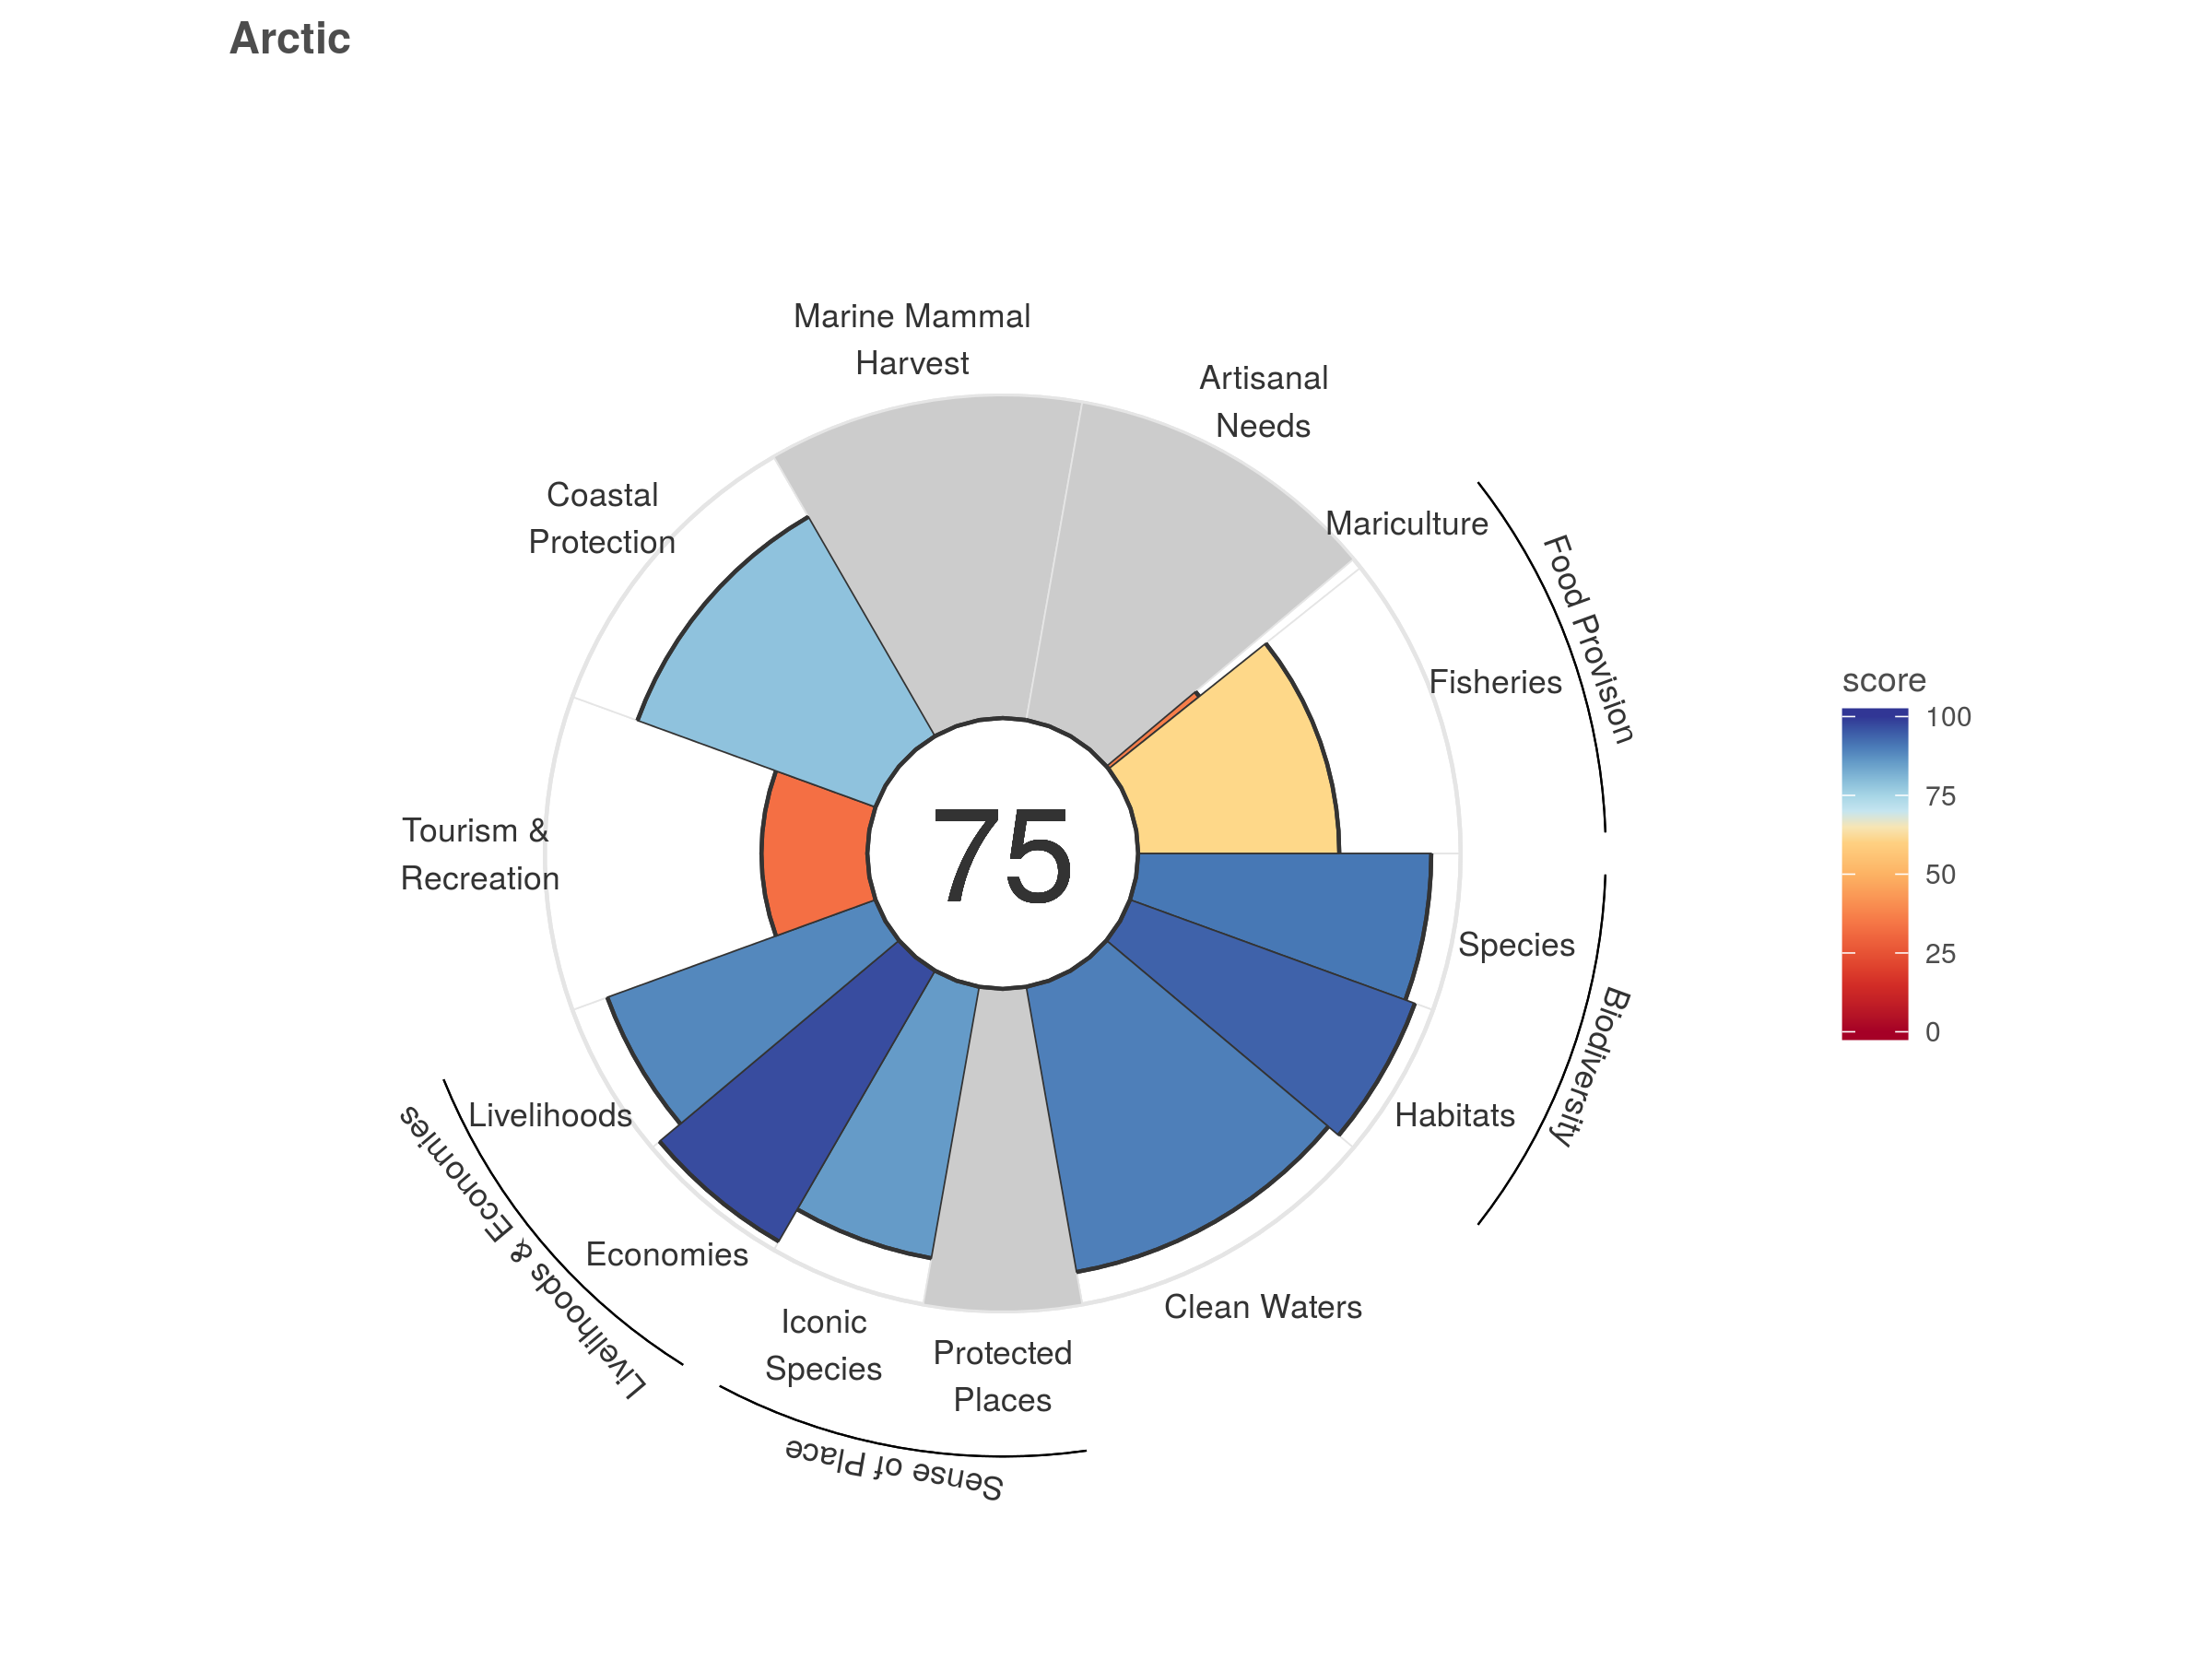 Arctic
Marine Mammal
Harvest
Artisanal
Needs
Mariculture
Fisheries
Food Provision
Species
Habitats
Biodiversity
Clean Waters
Protected
Places
Iconic
Species
Sense of Place
Economies
Livelihoods
Livelihoods & Economies
Tourism &
Recreation
Coastal
Protection
75
score
100
75
50
25
0